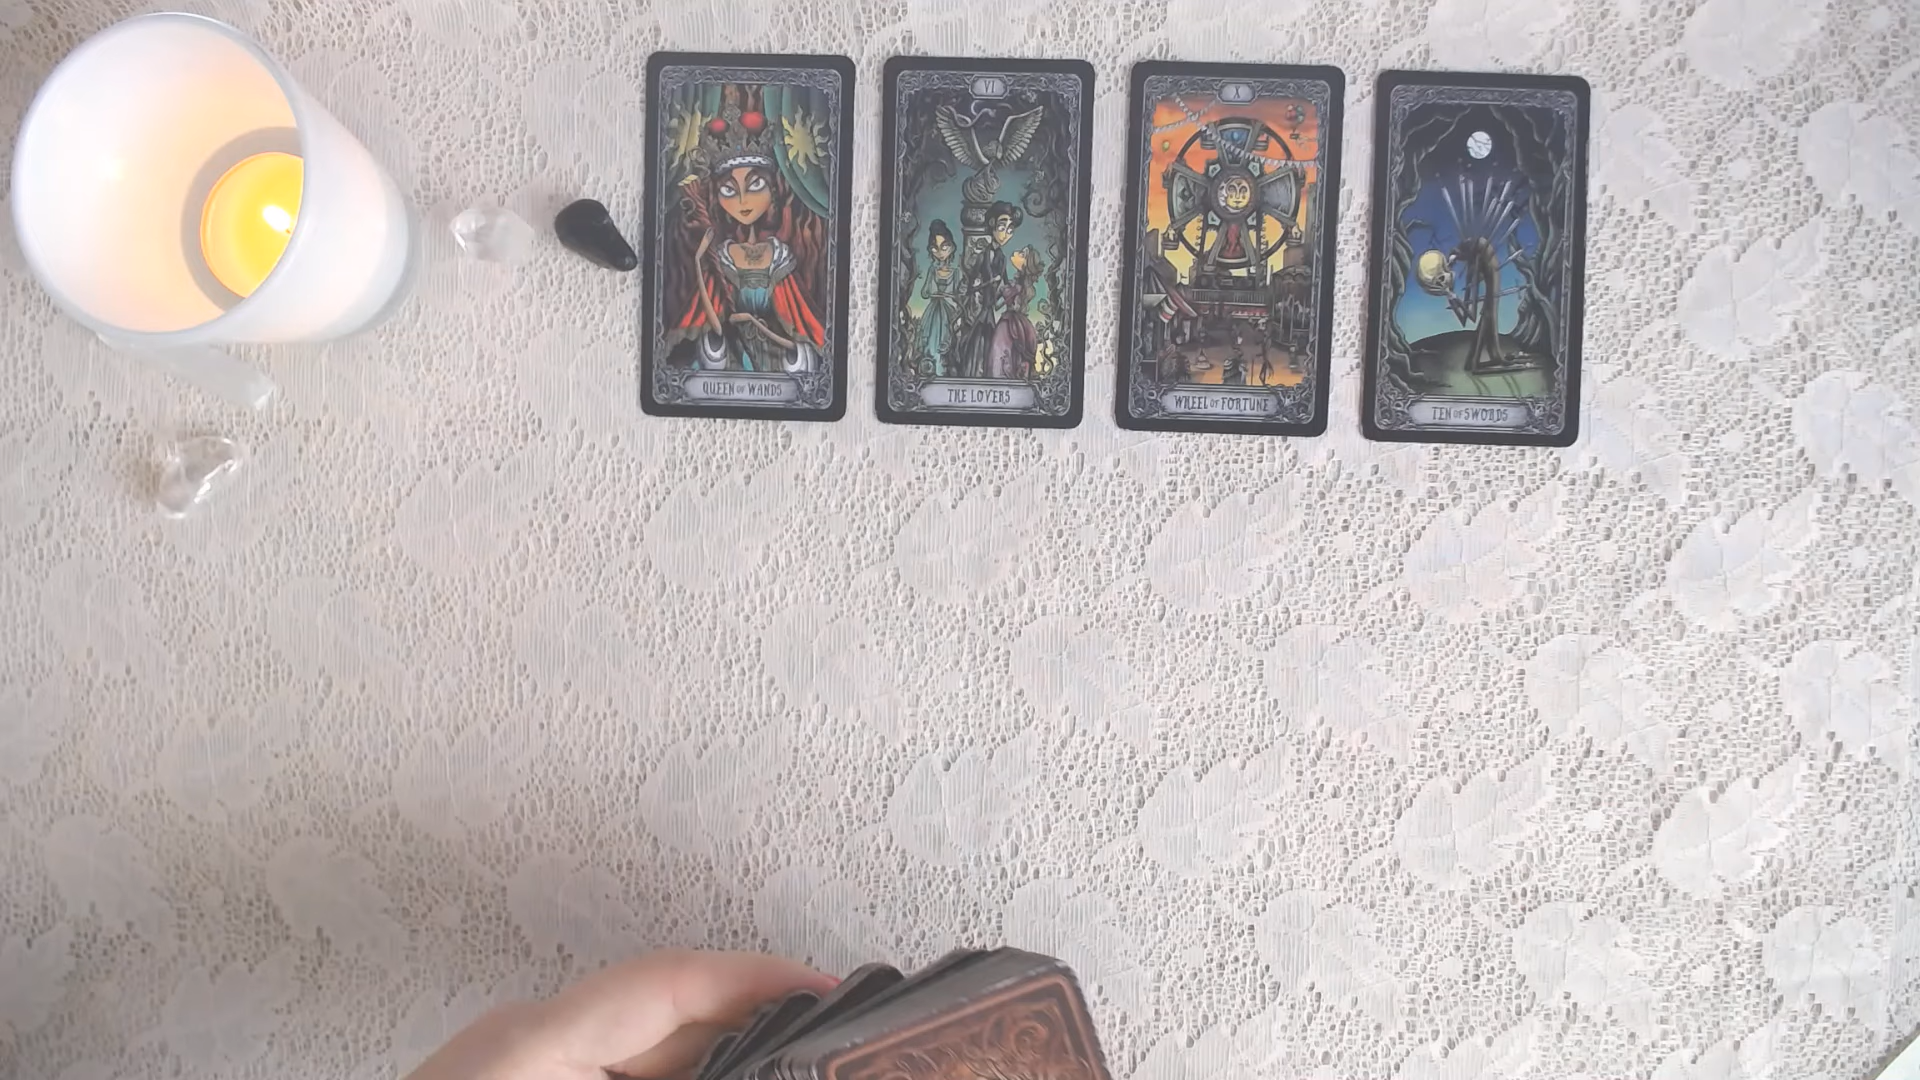 QUEEN OF WANDS
VI
THE LOVERS
X
WHEEL OF FORTUNE
TEN OF SWORDS